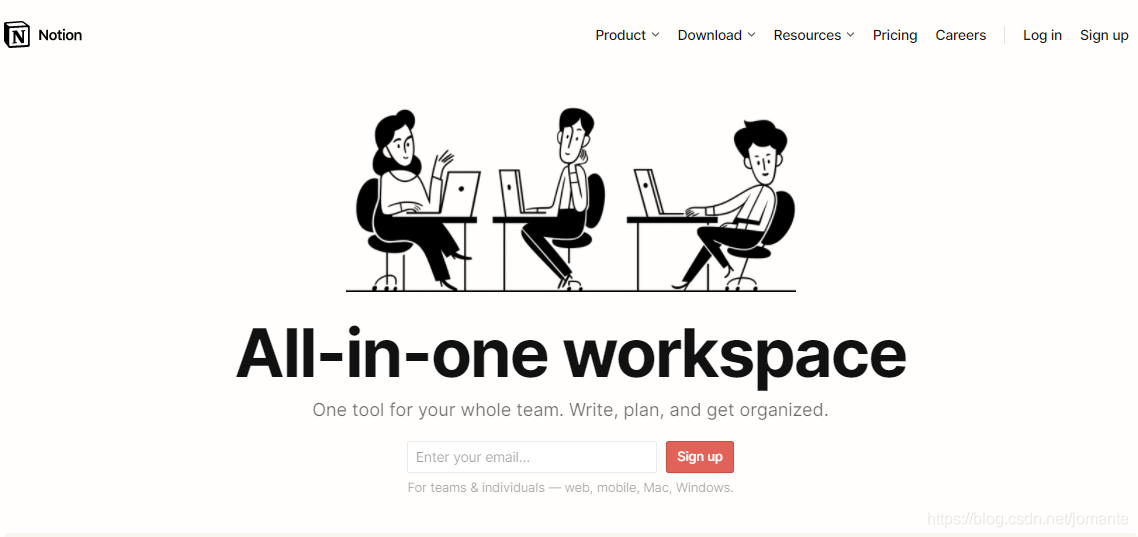 Notion
Product Download Resources Pricing Careers Log in Sign up
All-in-one workspace
One tool for your whole team. Write, plan, and get organized.
Enter your email... Sign up
For teams & individuals — web, mobile, Mac, Windows.
https://blog.csdn.net/jornante